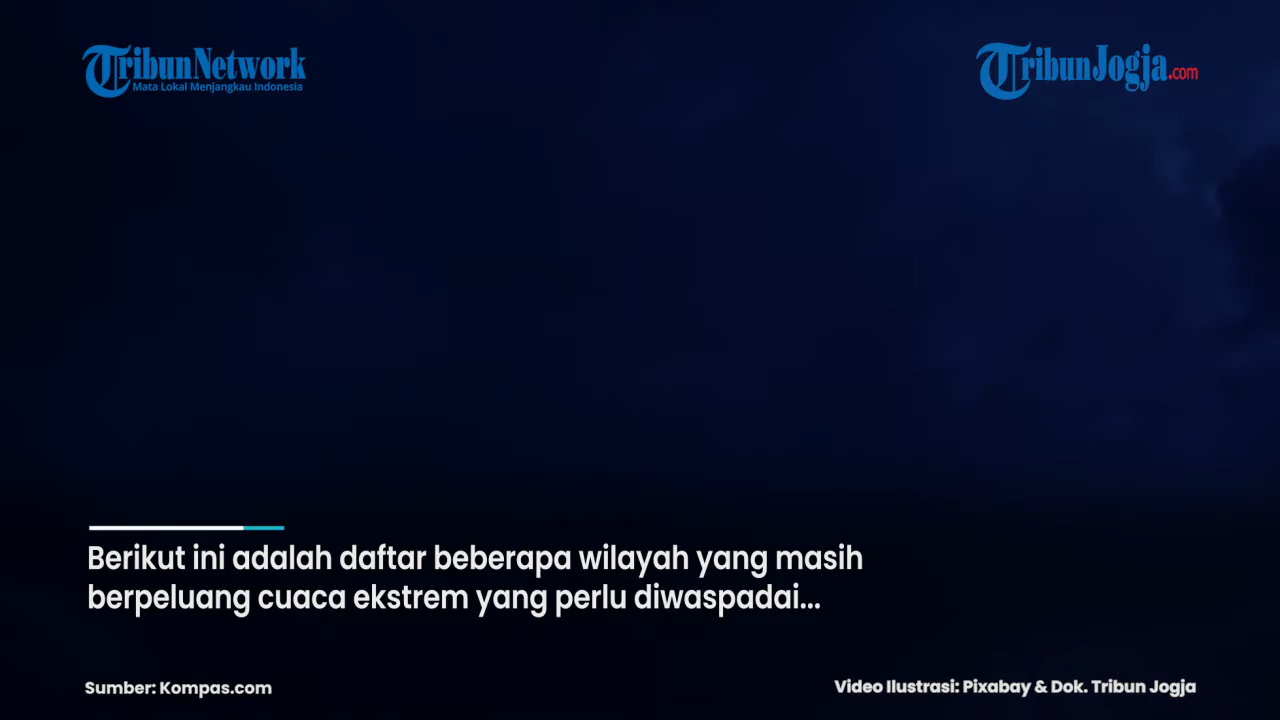 TribunNetwork
Mata Lokal Menjangkau Indonesia
TribunJogja.com
Berikut ini adalah daftar beberapa wilayah yang masih
berpeluang cuaca ekstrem yang perlu diwaspadai...
Sumber: Kompas.com
Video Ilustrasi: Pixabay & Dok. Tribun Jogja